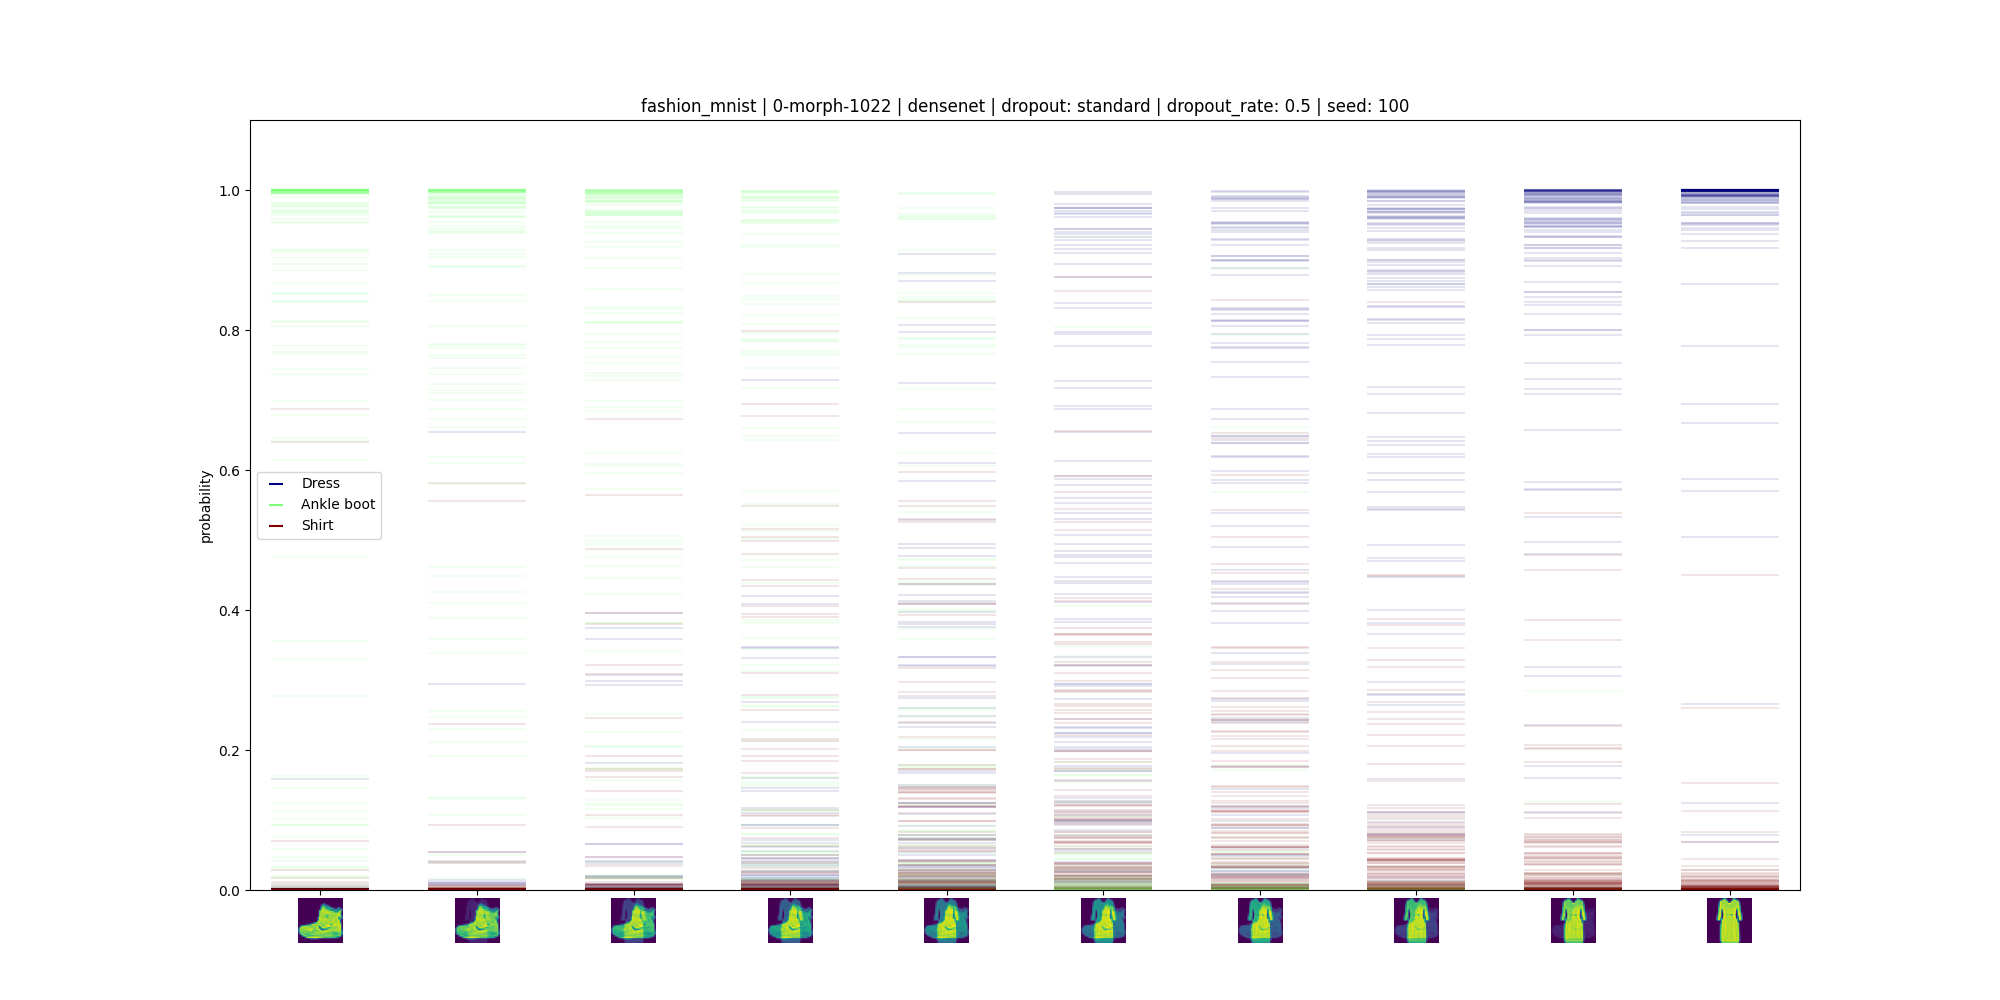 fashion_mnist | 0-morph-1022 | densenet | dropout: standard | dropout_rate: 0.5 | seed: 100
1.0
0.8
0.6
0.4
0.2
0.0
probability
Dress
Ankle boot
Shirt